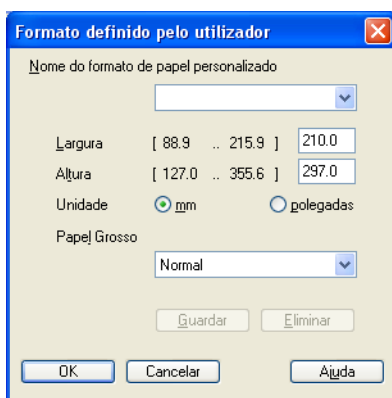 Formato definido pelo utilizador
Nome do formato de papel personalizado
Largura [ 88.9 .. 215.9 ] 210.0
Altura [ 127.0 .. 355.6 ] 297.0
Unidade mm polegadas
Papel Grosso
Normal
Guardar Eliminar
OK Cancelar Ajuda